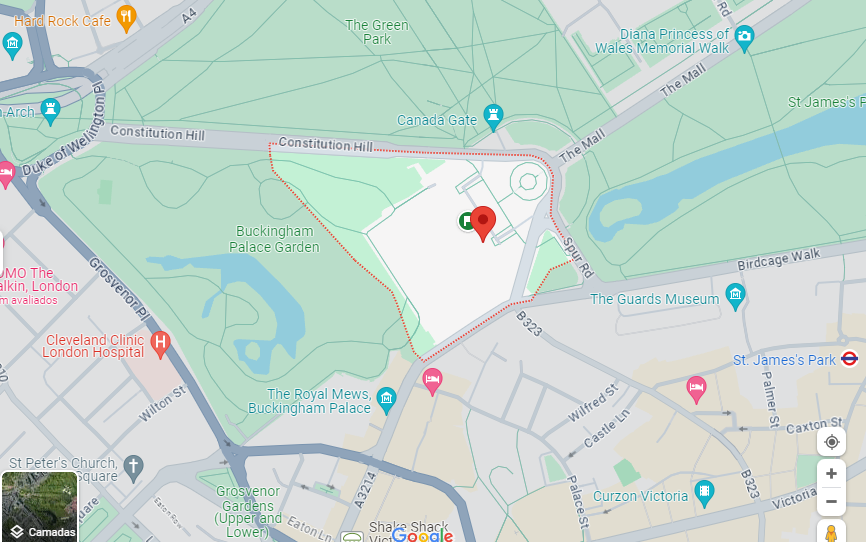 Hard Rock Cafe
A4
The Green
Park
Diana Princess of
Wales Memorial Walk
Rd
The Mall
St James's P
Arch
Duke of Wellington Pl
Constitution Hill
Constitution Hill
Canada Gate
The Mall
Buckingham
Palace Garden
Spur Rd
Birdcage Walk
OMO The
alkin, London
m avaliados
Grosvenor Pl
The Guards Museum
B323
Cleveland Clinic
London Hospital
St. James's Park
Wilton St
The Royal Mews,
Buckingham Palace
Wilfred St
Castle Ln
Palmer St
Caxton St
St Peter's Church,
Square
Grosvenor
Gardens
(Upper and
Lower)
A3214
Eaton Row
Eaton Ln
Palace St
Curzon Victoria
B323
Victoria
Camadas
Shake Shack
Vic
Google